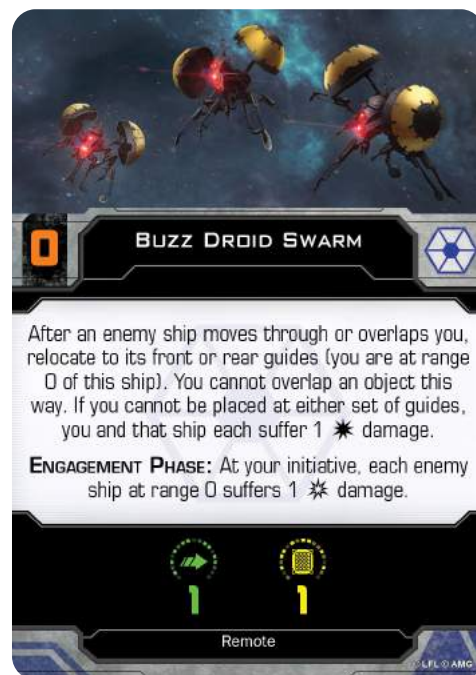 0
BUZZ DROID SWARM
After an enemy ship moves through or overlaps you,
relocate to its front or rear guides (you are at range
0 of this ship). You cannot overlap an object this
way. If you cannot be placed at either set of guides,
you and that ship each suffer 1 damage.
ENGAGEMENT PHASE: At your initiative, each enemy
ship at range 0 suffers 1 damage.
1 1
Remote
©LFL © AMG